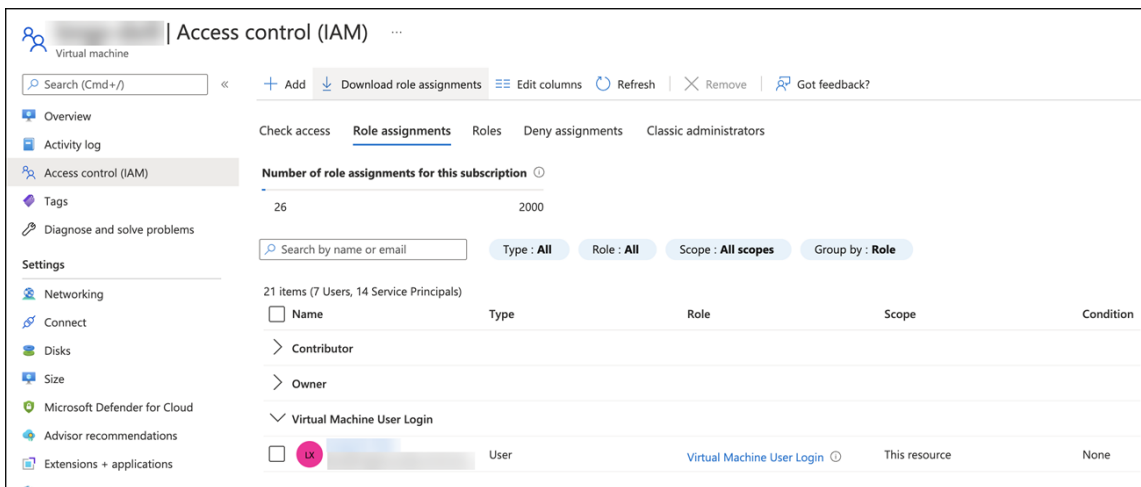 | Access control (IAM) ...
Virtual machine
Search (Cmd+/) «
Add Download role assignments Edit columns Refresh Remove Got feedback?
Overview
Activity log
Access control (IAM)
Tags
Diagnose and solve problems
Settings
Networking
Connect
Disks
Size
Microsoft Defender for Cloud
Advisor recommendations
Extensions + applications
Check access Role assignments Roles Deny assignments Classic administrators
Number of role assignments for this subscription
26 2000
Search by name or email Type : All Role : All Scope : All scopes Group by : Role
21 items (7 Users, 14 Service Principals)
Name Type Role Scope Condition
Contributor
Owner
Virtual Machine User Login
LX User Virtual Machine User Login This resource None